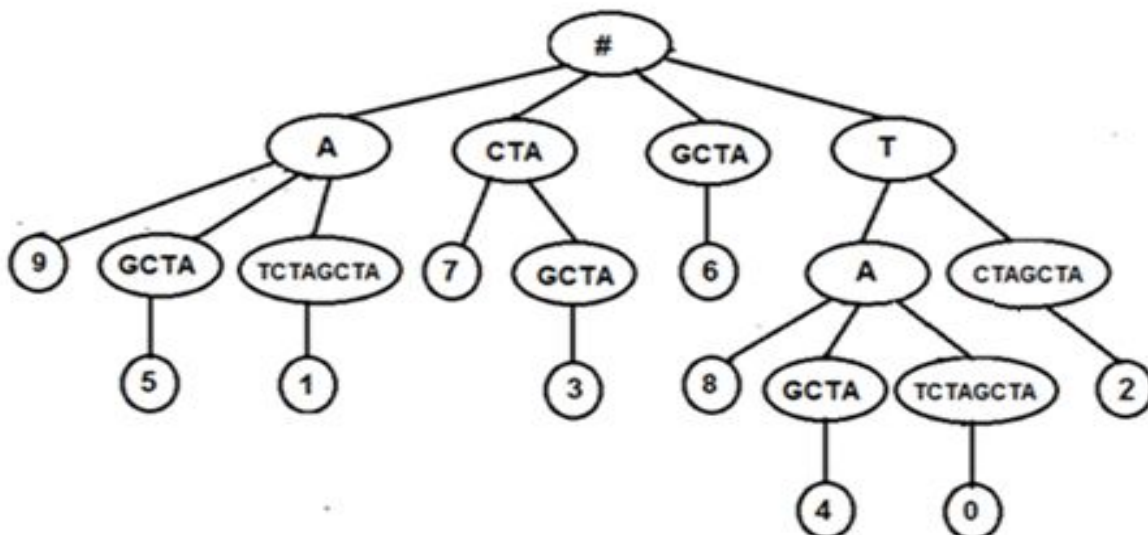 #
A CTA GCTA T
9 GCTA TCTAGCTA 7 GCTA 6 A CTAGCTA
5 1 3 8 GCTA TCTAGCTA 2
4 0